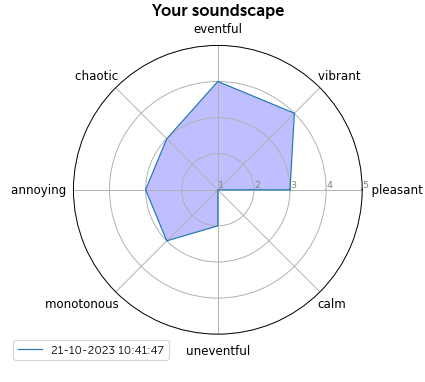 Your soundscape
eventful
chaotic
vibrant
annoying
1
2
3
4
5
pleasant
monotonous
calm
uneventful
21-10-2023 10:41:47